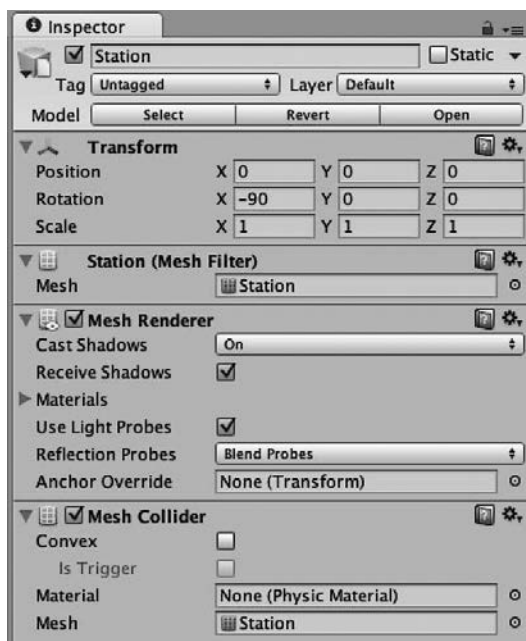 Inspector
Station Static
Tag Untagged Layer Default
Model Select Revert Open
Transform
Position X 0 Y 0 Z 0
Rotation X -90 Y 0 Z 0
Scale X 1 Y 1 Z 1
Station (Mesh Filter)
Mesh Station
Mesh Renderer
Cast Shadows On
Receive Shadows
Materials
Use Light Probes
Reflection Probes Blend Probes
Anchor Override None (Transform)
Mesh Collider
Convex
Is Trigger
Material None (Physic Material)
Mesh Station